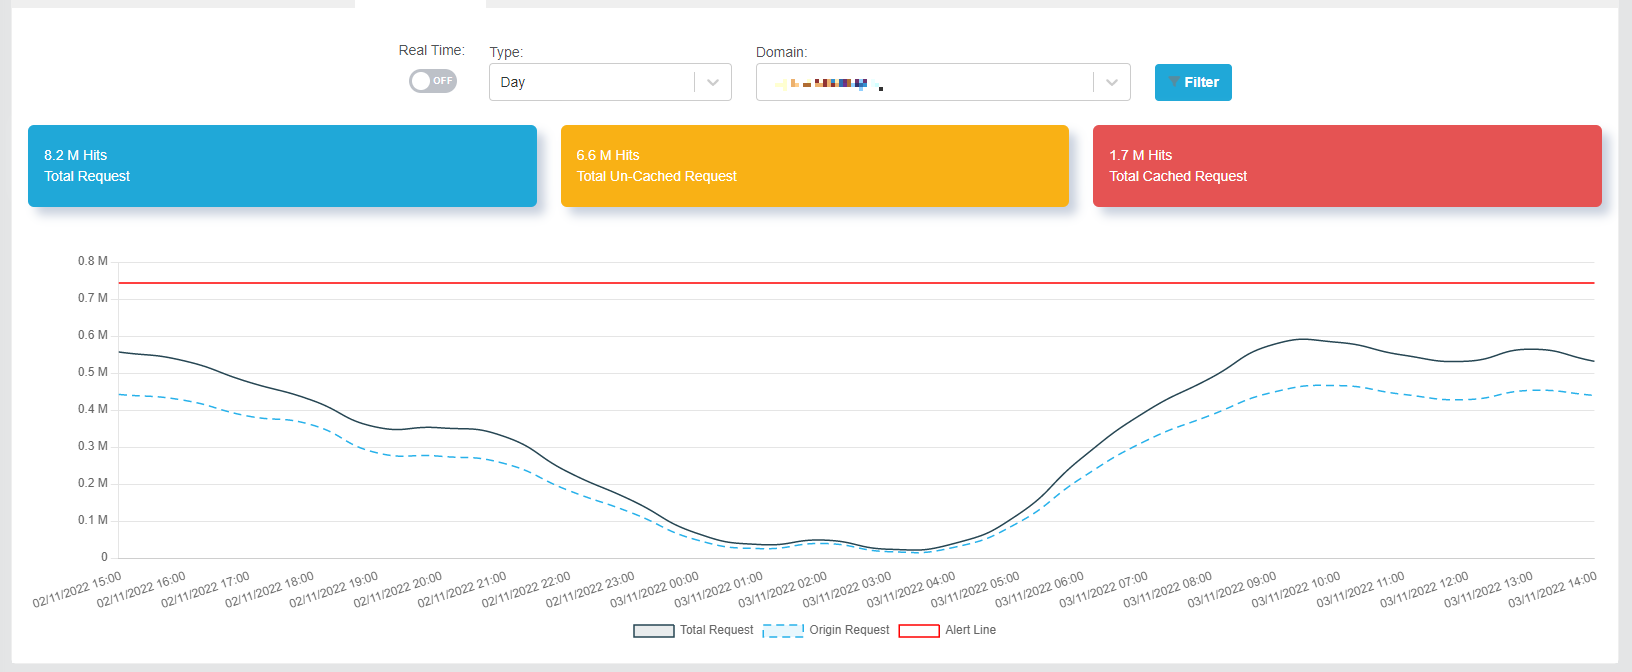 Real Time:
Type:
Domain:
OFF
Day
Filter
8.2 M Hits
Total Request
6.6 M Hits
Total Un-Cached Request
1.7 M Hits
Total Cached Request
0.8 M
0.7 M
0.6 M
0.5 M
0.4 M
0.3 M
0.2 M
0.1 M
0
02/11/2022 15:00
02/11/2022 16:00
02/11/2022 17:00
02/11/2022 18:00
02/11/2022 19:00
02/11/2022 20:00
02/11/2022 21:00
02/11/2022 22:00
02/11/2022 23:00
03/11/2022 00:00
03/11/2022 01:00
03/11/2022 02:00
03/11/2022 03:00
03/11/2022 04:00
03/11/2022 05:00
03/11/2022 06:00
03/11/2022 07:00
03/11/2022 08:00
03/11/2022 09:00
03/11/2022 10:00
03/11/2022 11:00
03/11/2022 12:00
03/11/2022 13:00
03/11/2022 14:00
Total Request
Origin Request
Alert Line